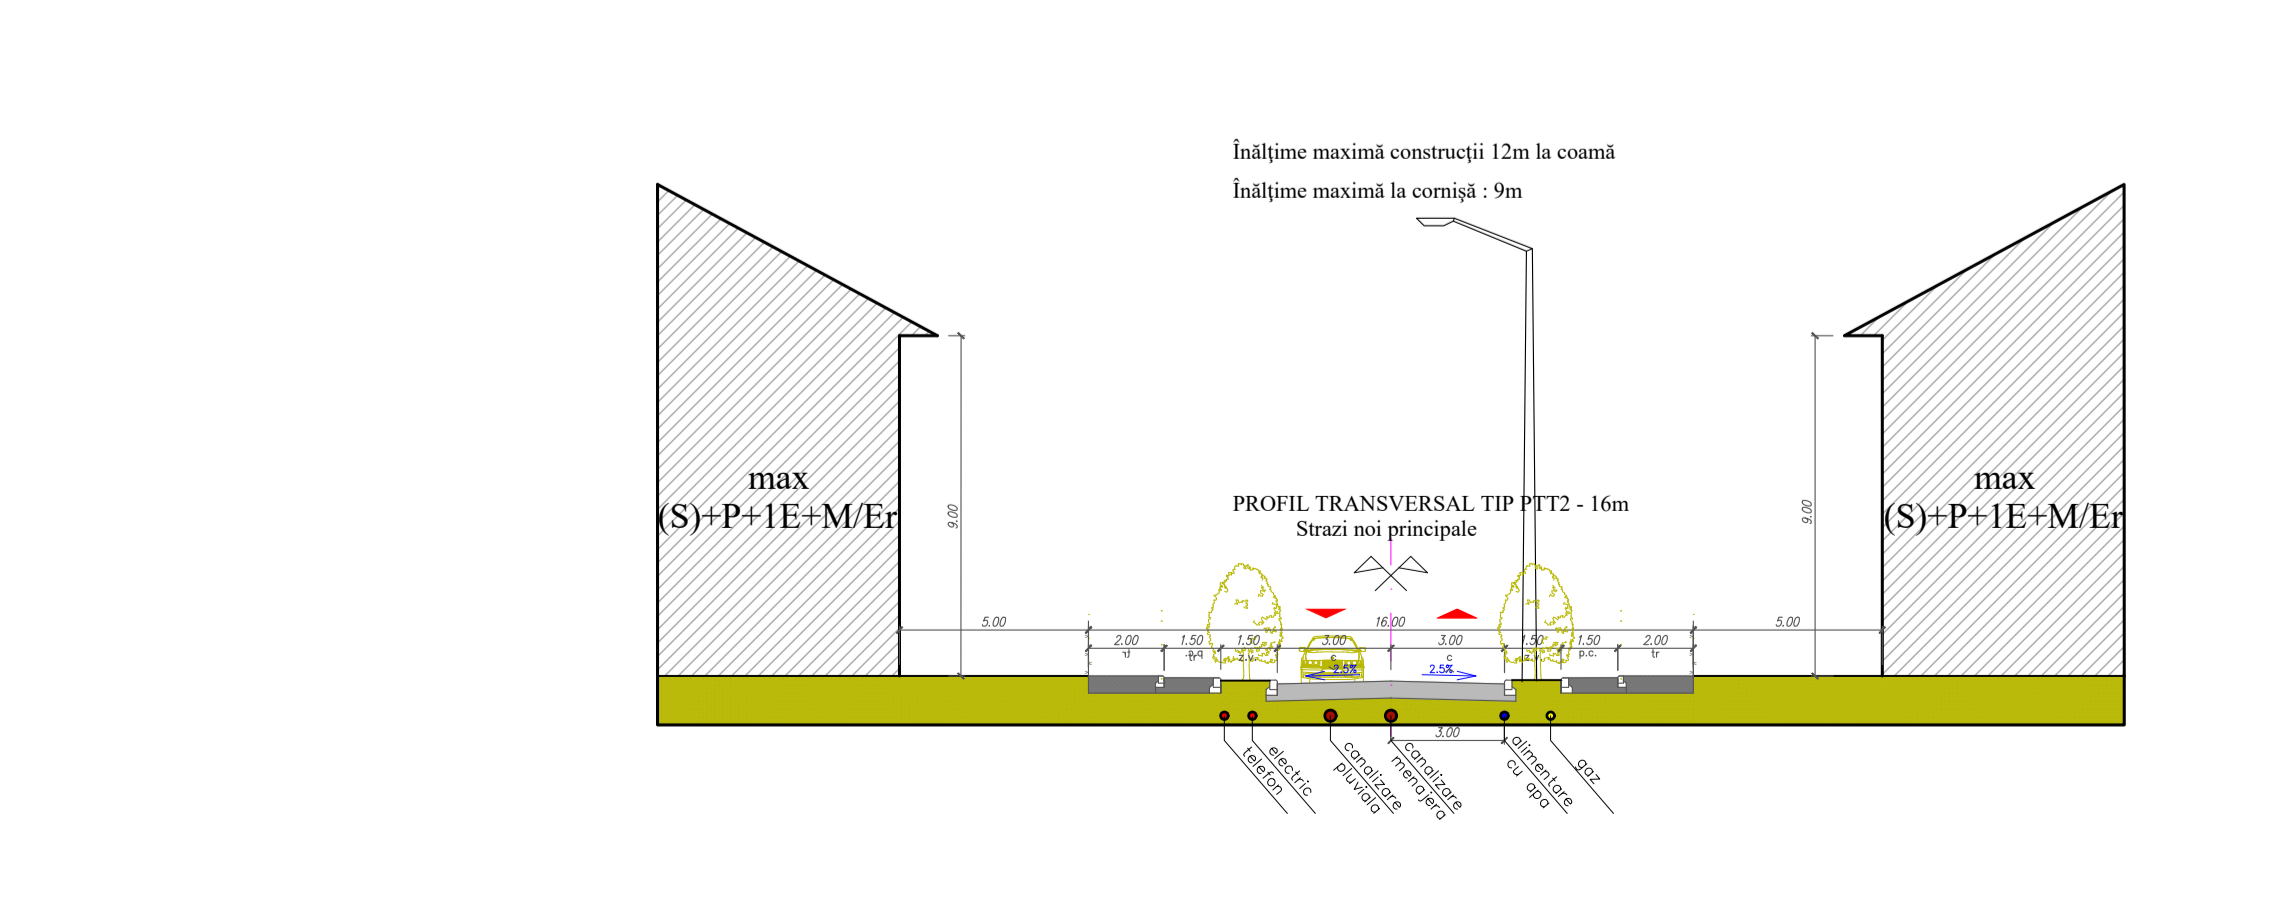 Înălţime maximă construcţii 12m la coamă
Înălţime maximă la cornişă : 9m
max
(S)+P+1E+M/Er
max
(S)+P+1E+M/Er
9.00
9.00
PROFIL TRANSVERSAL TIP PTT2 - 16m
Strazi noi principale
5.00
16.00
5.00
2.00 1.50 1.50 3.00 3.00 1.50 1.50 2.00
tr z.v. c c z.v. p.c. tr
2.5% 2.5%
3.00
telefon
electric
canalizare
pluviala
canalizare
menajera
alimentare
cu apa
gaz